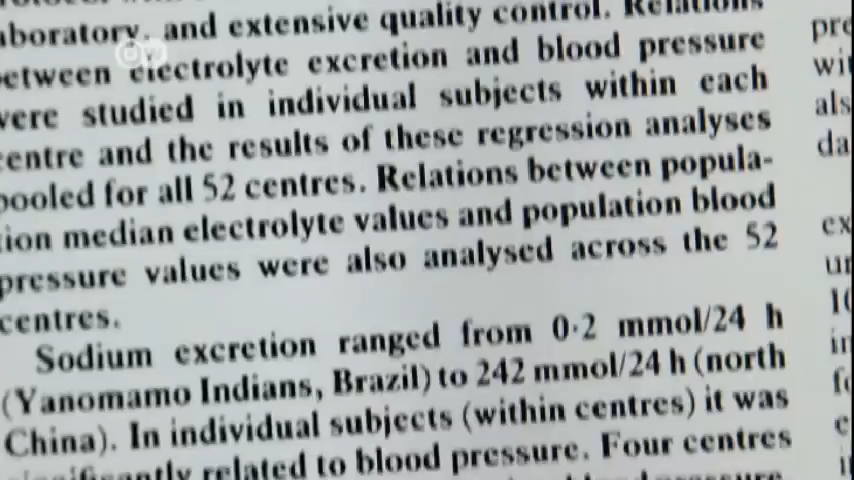 laboratory, and extensive quality control. Relations
between electrolyte excretion and blood pressure
were studied in individual subjects within each
centre and the results of these regression analyses
pooled for all 52 centres. Relations between popula-
tion median electrolyte values and population blood
pressure values were also analysed across the 52
centres.
Sodium excretion ranged from 0·2 mmol/24 h
(Yanomamo Indians, Brazil) to 242 mmol/24 h (north
China). In individual subjects (within centres) it was
significantly related to blood pressure. Four centres
blood pressure
DW